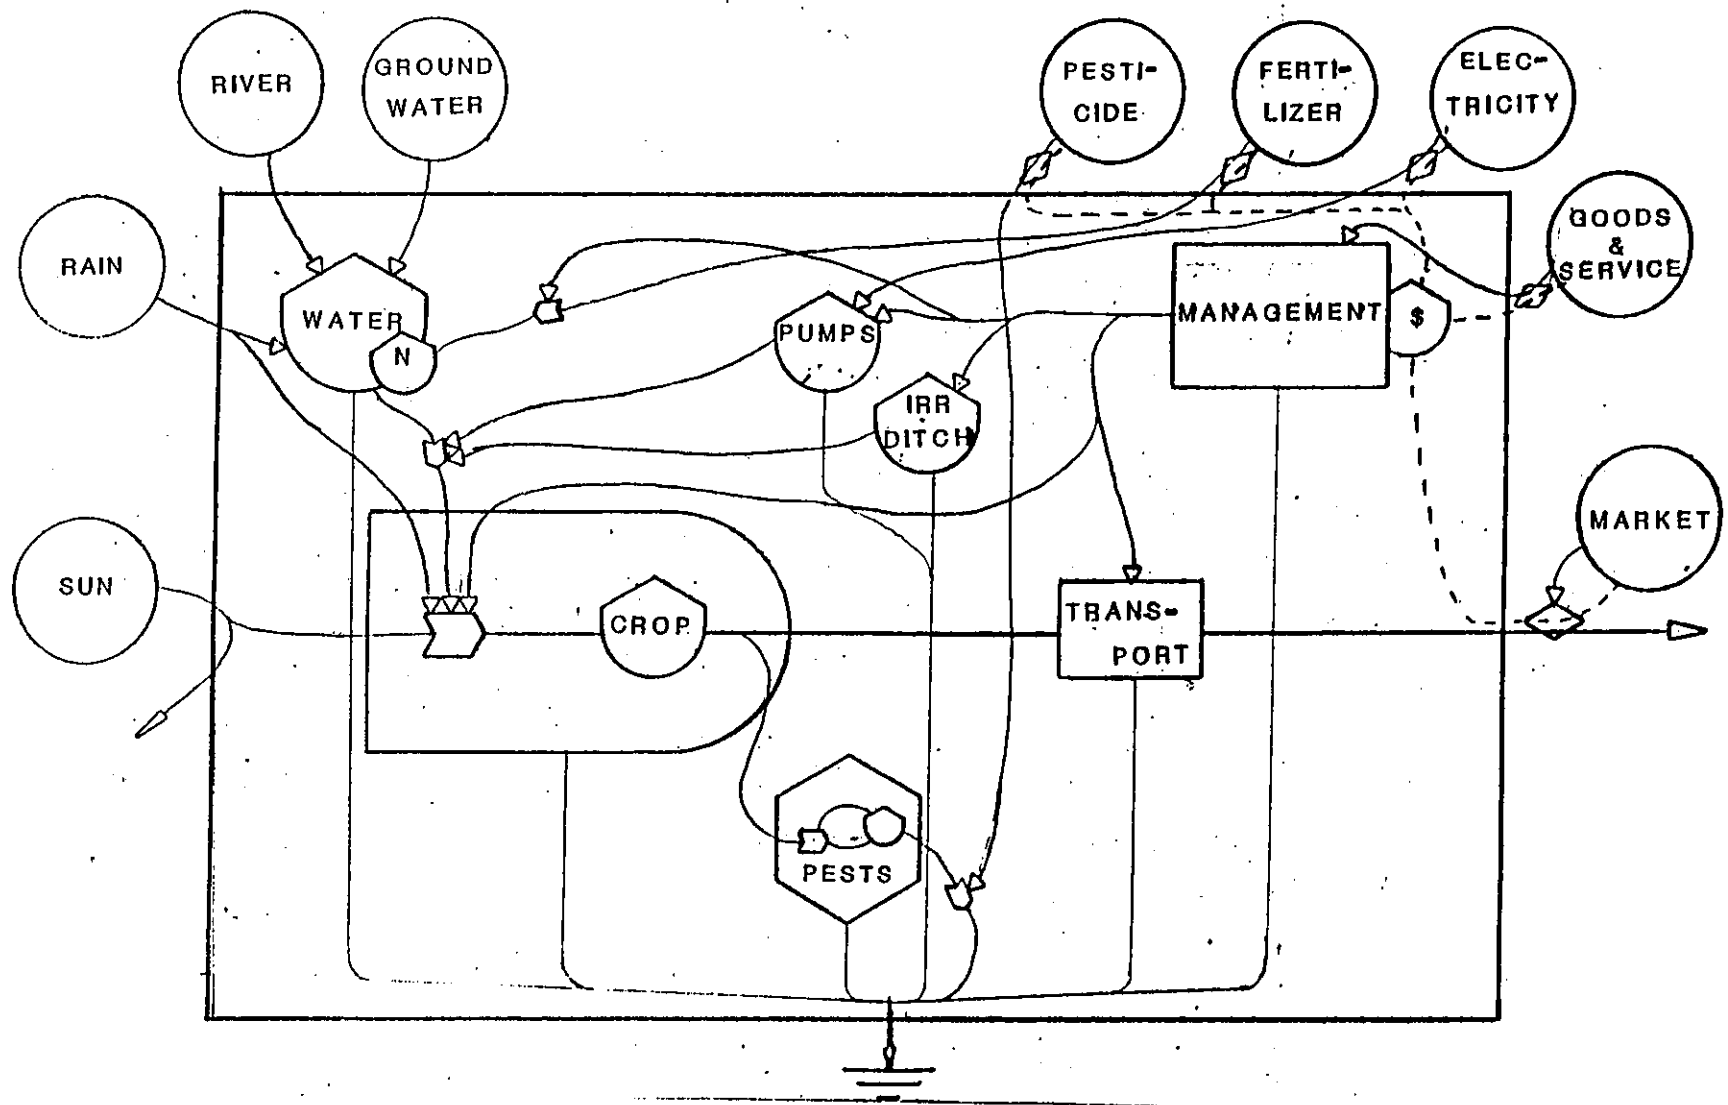 RIVER
GROUND
WATER
PESTI-
CIDE
FERTI-
LIZER
ELEC-
TRICITY
RAIN
GOODS
&
SERVICE
WATER
N
PUMPS
MANAGEMENT
$
IRR
DITCH
MARKET
SUN
CROP
TRANS-
PORT
PESTS